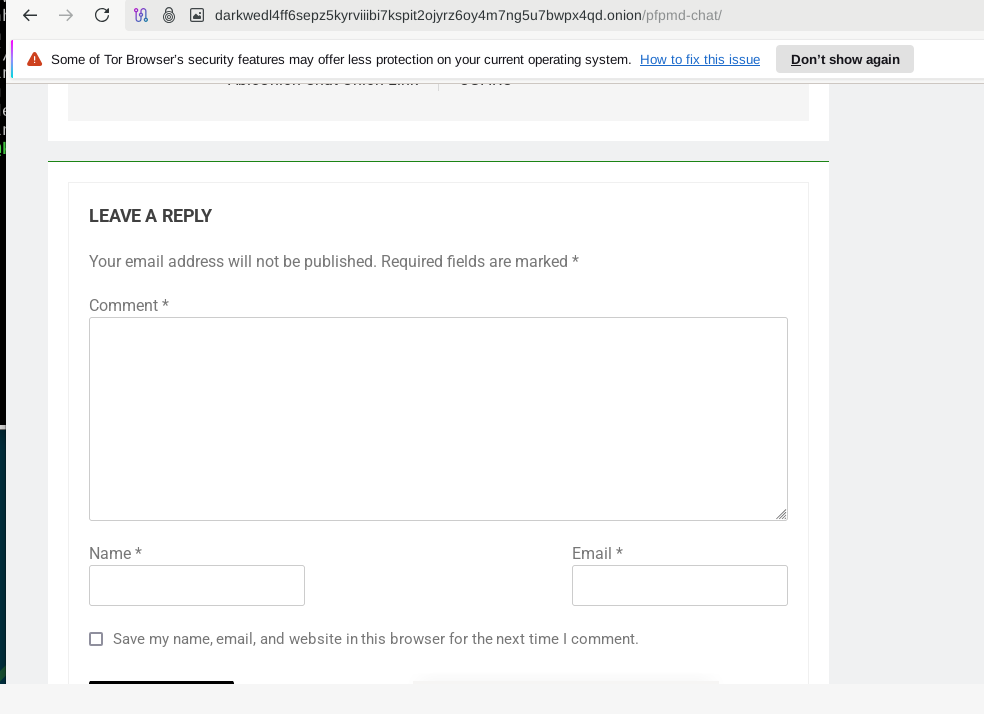 darkwedl4ff6sepz5kyrviiibi7kspit2ojyrz6oy4m7ng5u7bwpx4qd.onion/pfpmd-chat/
Some of Tor Browser's security features may offer less protection on your current operating system. How to fix this issue Don't show again
LEAVE A REPLY
Your email address will not be published. Required fields are marked *
Comment *
Name * Email *
Save my name, email, and website in this browser for the next time I comment.